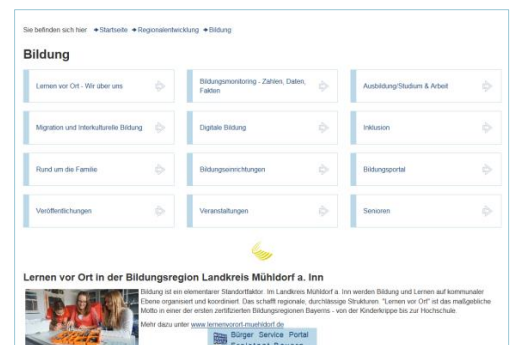 Sie befinden sich hier Startseite Regionalentwicklung Bildung
Bildung
Lernen vor Ort - Wir über uns
Bildungsmonitoring - Zahlen, Daten,
Fakten
Ausbildung/Studium & Arbeit
Migration und Interkulturelle Bildung
Digitale Bildung
Inklusion
Rund um die Familie
Bildungseinrichtungen
Bildungsportal
Veröffentlichungen
Veranstaltungen
Senioren
Lernen vor Ort in der Bildungsregion Landkreis Mühldorf a. Inn
Bildung ist ein elementarer Standortfaktor. Im Landkreis Mühldorf a. Inn werden Bildung und Lernen auf kommunaler
Ebene organisiert und koordiniert. Das schafft regionale, durchlässige Strukturen. "Lernen vor Ort" ist das maßgebliche
Motto in einer der ersten zertifizierten Bildungsregionen Bayerns - von der Kinderkrippe bis zur Hochschule.
Mehr dazu unter www.lernenvorort-muehldorf.de
Bürger Service Portal